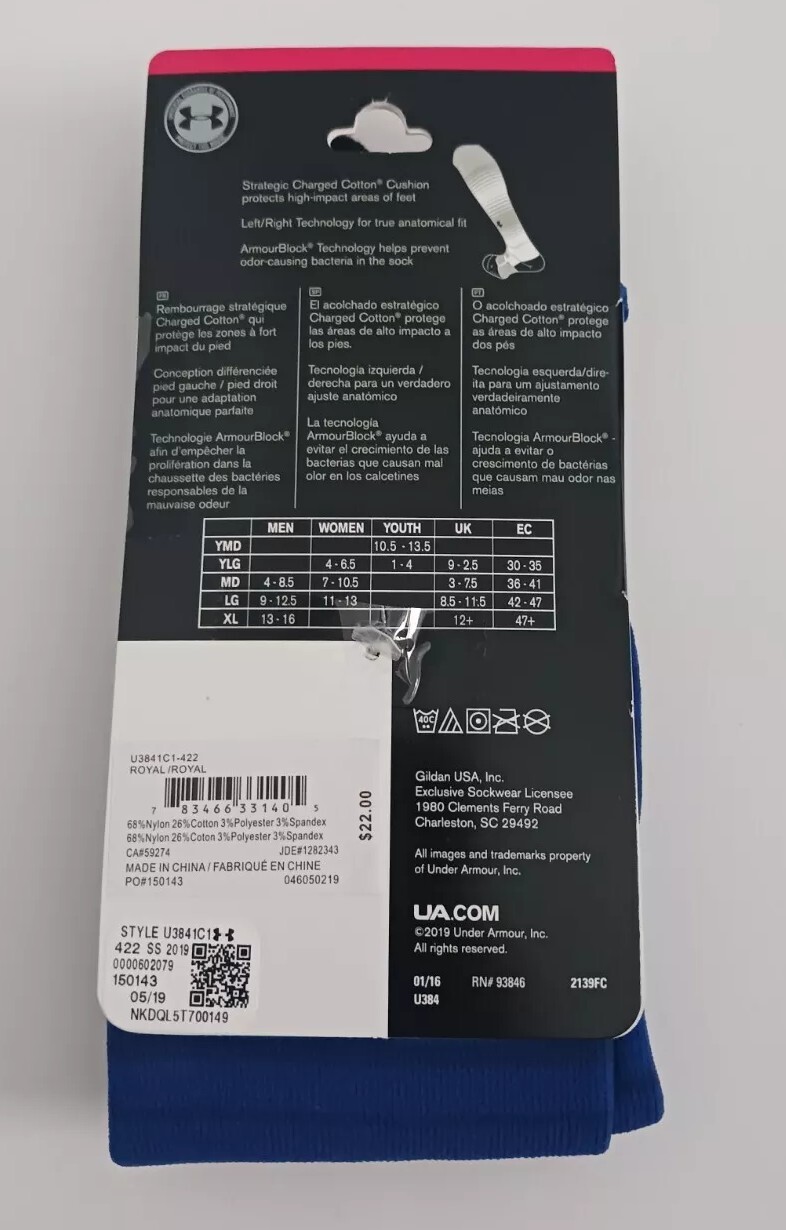 Strategic Charged Cotton® Cushion
protects high-impact areas of feet
Left/Right Technology for true anatomical fit
ArmourBlock® Technology helps prevent
odor-causing bacteria in the sock
FR
Rembourrage stratégique
Charged Cotton® qui
protège les zones à fort
impact du pied
Conception différenciée
pied gauche / pied droit
pour une adaptation
anatomique parfaite
Technologie ArmourBlock®
afin d'empêcher la
prolifération dans la
chaussette des bactéries
responsables de la
mauvaise odeur
SP
El acolchado estratégico
Charged Cotton® protege
las áreas de alto impacto a
los pies.
Tecnología izquierda /
derecha para un verdadero
ajuste anatómico
La tecnología
ArmourBlock® ayuda a
evitar el crecimiento de las
bacterias que causan mal
olor en los calcetines
PT
O acolchoado estratégico
Charged Cotton® protege
as áreas de alto impacto
dos pés
Tecnologia esquerda/dire-
ita para um ajustamento
verdadeiramente
anatómico
Tecnologia ArmourBlock® -
ajuda a evitar o
crescimento de bactérias
que causam mau odor nas
meias
MEN WOMEN YOUTH UK EC
YMD 10.5 - 13.5
YLG 4 - 6.5 1 - 4 9 - 2.5 30 - 35
MD 4 - 8.5 7 - 10.5 3 - 7.5 36 - 41
LG 9 - 12.5 11 - 13 8.5 - 11.5 42 - 47
XL 13 - 16 12+ 47+
U3841C1-422
ROYAL /ROYAL
7 83466 33140 5
$22.00
68%Nylon 26%Cotton 3%Polyester 3%Spandex
68%Nylon 26%Coton 3%Polyester 3%Spandex
CA#59274 JDE#1282343
MADE IN CHINA / FABRIQUÉ EN CHINE
PO#150143 046050219
STYLE U3841C1
422 SS 2019
0000602079
150143
05/19
NKDQL5T700149
40C
Gildan USA, Inc.
Exclusive Sockwear Licensee
1980 Clements Ferry Road
Charleston, SC 29492
All images and trademarks property
of Under Armour, Inc.
UA.COM
©2019 Under Armour, Inc.
All rights reserved.
01/16 RN# 93846 2139FC
U384